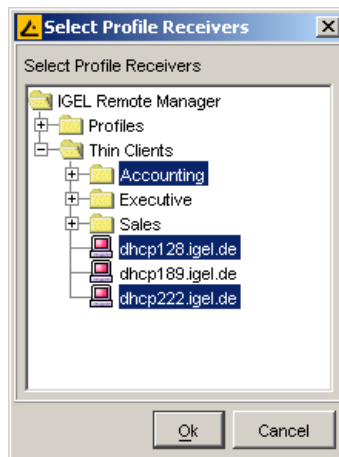 Select Profile Receivers
Select Profile Receivers
IGEL Remote Manager
Profiles
Thin Clients
Accounting
Executive
Sales
dhcp128.igel.de
dhcp189.igel.de
dhcp222.igel.de
Ok Cancel